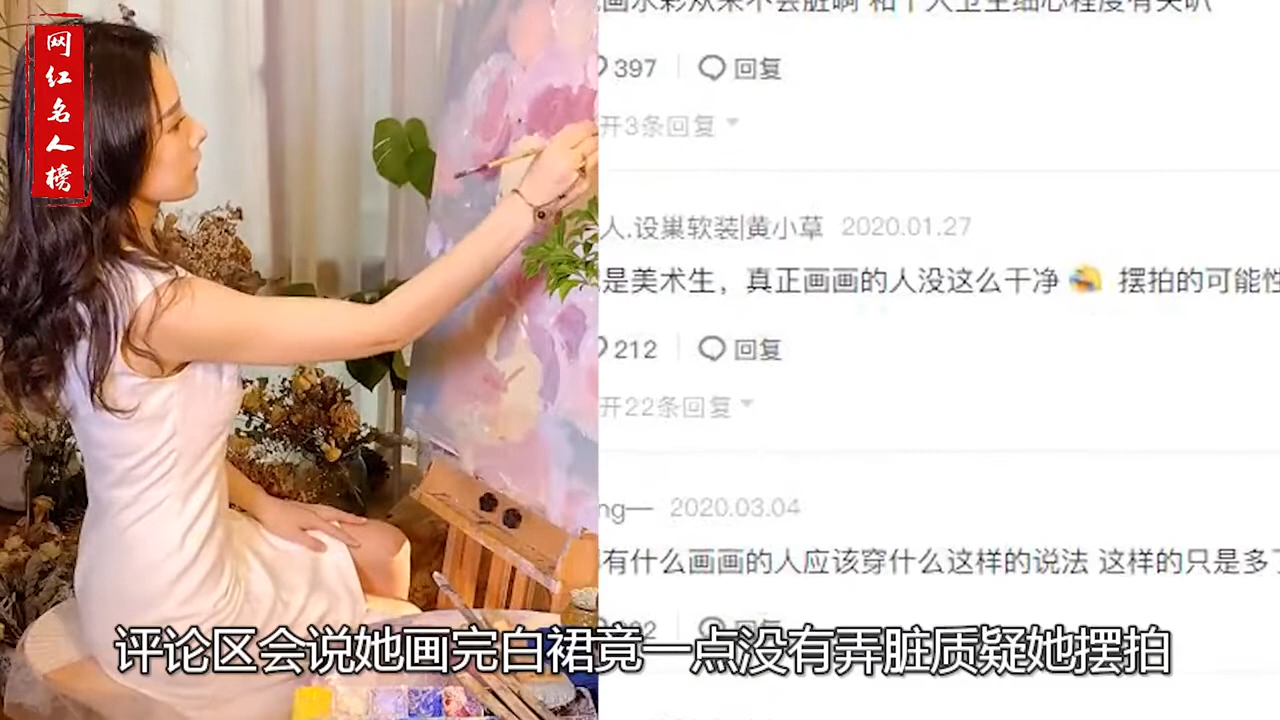 网红名人榜
画水彩从来不会脏啊 和个人卫生细心程度有关叭
397 回复
开3条回复
人.设巢软装|黄小草 2020.01.27
是美术生，真正画画的人没这么干净 🤣 摆拍的可能性
212 回复
开22条回复
ng— 2020.03.04
有什么画画的人应该穿什么这样的说法 这样的只是多了
回复
评论区会说她画完白裙竟一点没有弄脏质疑她摆拍